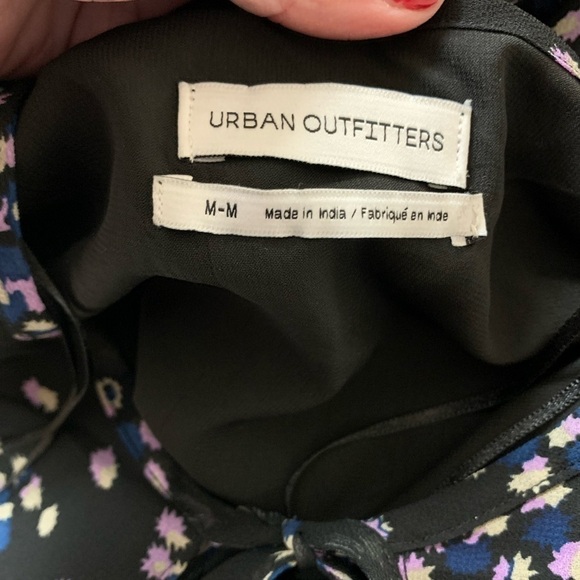 URBAN OUTFITTERS
M-M Made in India / Fabriqué en Inde